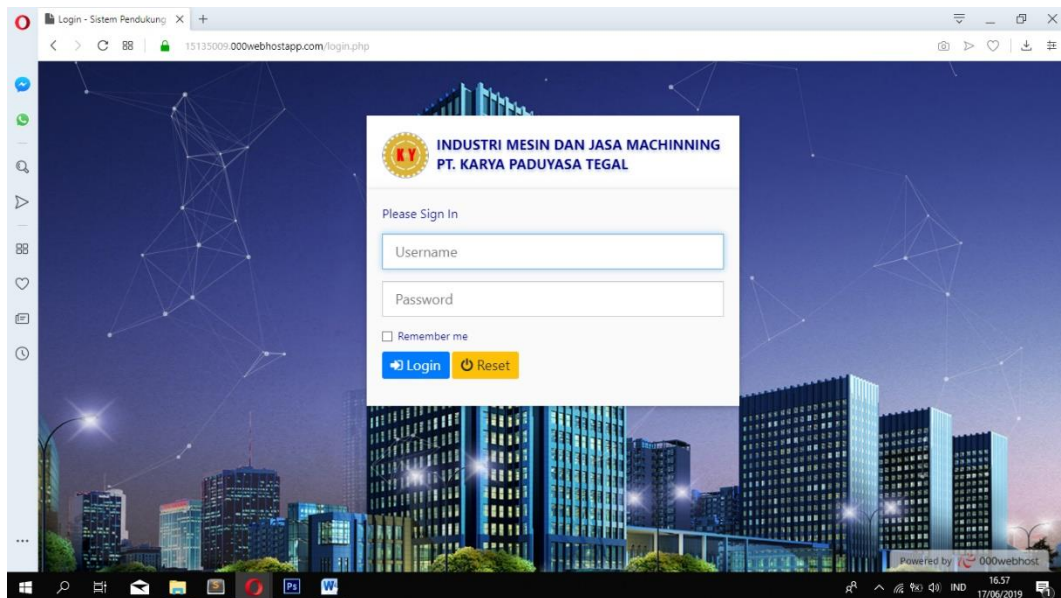 Login - Sistem Pendukung
15135009.000webhostapp.com/login.php
KY
INDUSTRI MESIN DAN JASA MACHINNING
PT. KARYA PADUYASA TEGAL
Please Sign In
Username
Password
Remember me
Login
Reset
Powered by 000webhost
Ps
W
IND
16.57
17/06/2019